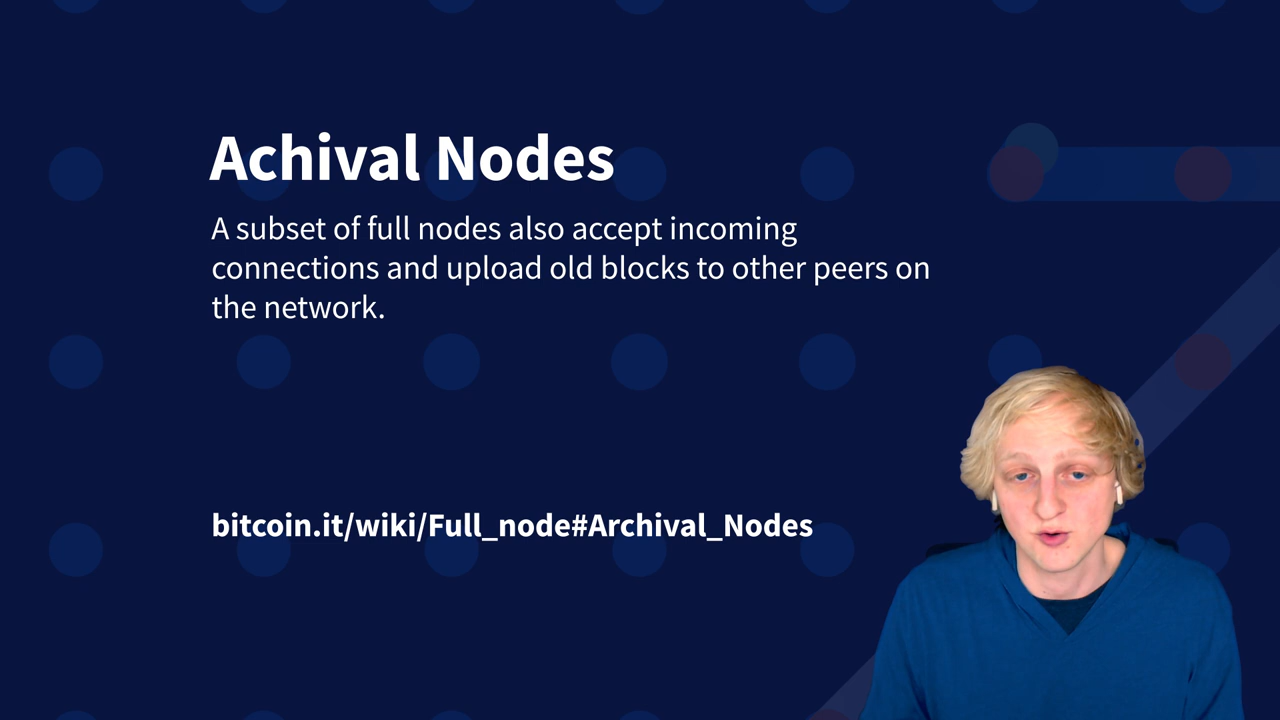 Achival Nodes
A subset of full nodes also accept incoming
connections and upload old blocks to other peers on
the network.
bitcoin.it/wiki/Full_node#Archival_Nodes